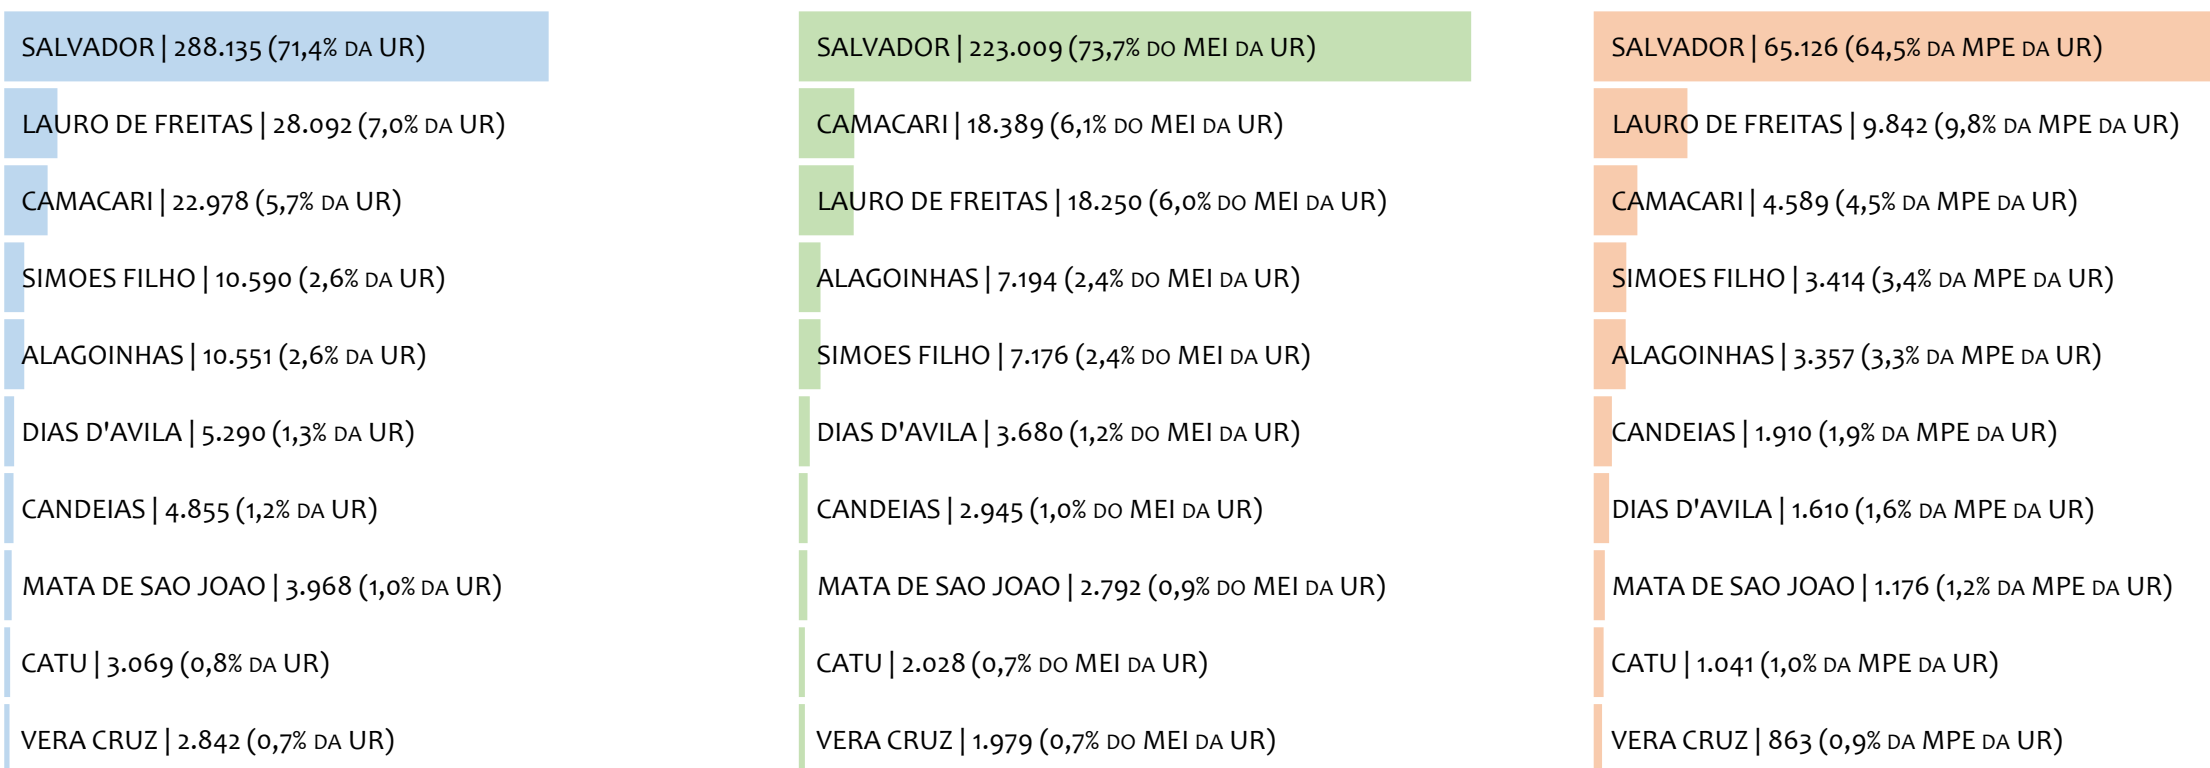 SALVADOR | 288.135 (71,4% DA UR)
LAURO DE FREITAS | 28.092 (7,0% DA UR)
CAMACARI | 22.978 (5,7% DA UR)
SIMOES FILHO | 10.590 (2,6% DA UR)
ALAGOINHAS | 10.551 (2,6% DA UR)
DIAS D'AVILA | 5.290 (1,3% DA UR)
CANDEIAS | 4.855 (1,2% DA UR)
MATA DE SAO JOAO | 3.968 (1,0% DA UR)
CATU | 3.069 (0,8% DA UR)
VERA CRUZ | 2.842 (0,7% DA UR)
SALVADOR | 223.009 (73,7% DO MEI DA UR)
CAMACARI | 18.389 (6,1% DO MEI DA UR)
LAURO DE FREITAS | 18.250 (6,0% DO MEI DA UR)
ALAGOINHAS | 7.194 (2,4% DO MEI DA UR)
SIMOES FILHO | 7.176 (2,4% DO MEI DA UR)
DIAS D'AVILA | 3.680 (1,2% DO MEI DA UR)
CANDEIAS | 2.945 (1,0% DO MEI DA UR)
MATA DE SAO JOAO | 2.792 (0,9% DO MEI DA UR)
CATU | 2.028 (0,7% DO MEI DA UR)
VERA CRUZ | 1.979 (0,7% DO MEI DA UR)
SALVADOR | 65.126 (64,5% DA MPE DA UR)
LAURO DE FREITAS | 9.842 (9,8% DA MPE DA UR)
CAMACARI | 4.589 (4,5% DA MPE DA UR)
SIMOES FILHO | 3.414 (3,4% DA MPE DA UR)
ALAGOINHAS | 3.357 (3,3% DA MPE DA UR)
CANDEIAS | 1.910 (1,9% DA MPE DA UR)
DIAS D'AVILA | 1.610 (1,6% DA MPE DA UR)
MATA DE SAO JOAO | 1.176 (1,2% DA MPE DA UR)
CATU | 1.041 (1,0% DA MPE DA UR)
VERA CRUZ | 863 (0,9% DA MPE DA UR)